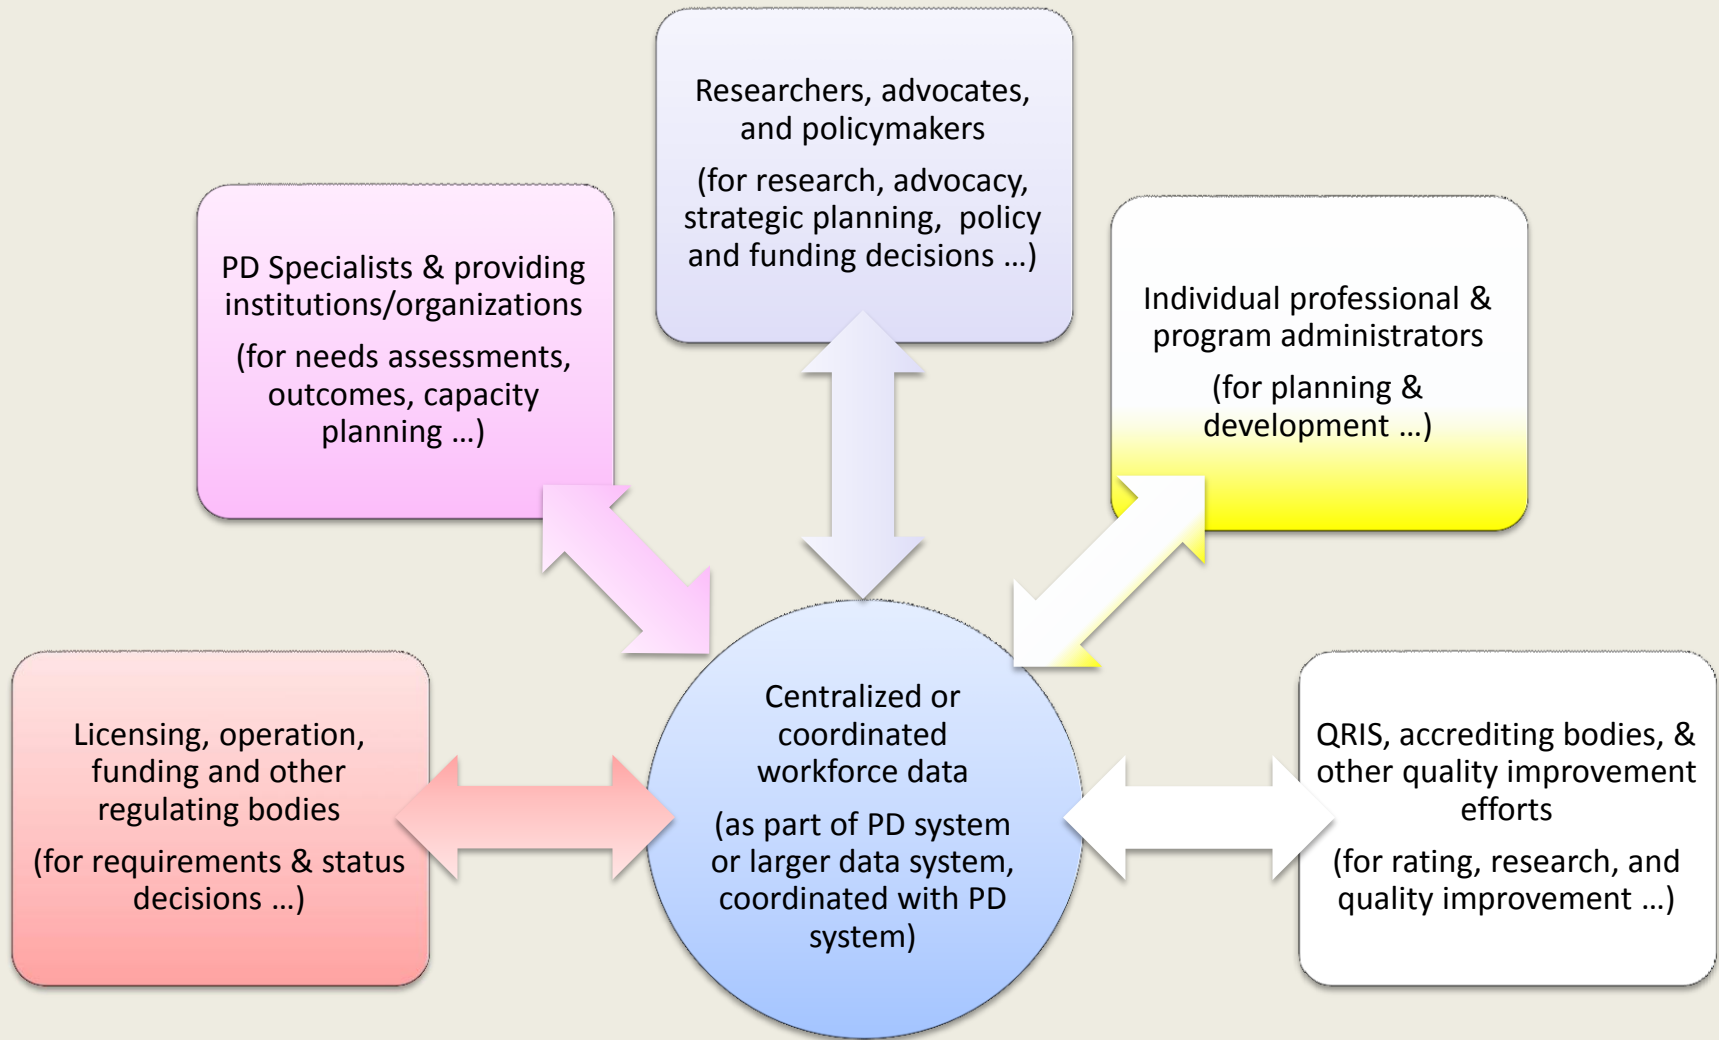 Researchers, advocates,
and policymakers
(for research, advocacy,
strategic planning,  policy
and funding decisions …)
PD Specialists & providing
institutions/organizations
(for needs assessments,
outcomes, capacity
planning …)
Individual professional &
program administrators
(for planning &
development …)
Licensing, operation,
funding and other
regulating bodies
(for requirements & status
decisions …)
Centralized or
coordinated
workforce data
(as part of PD system
or larger data system,
coordinated with PD
system)
QRIS, accrediting bodies, &
other quality improvement
efforts
(for rating, research, and
quality improvement …)